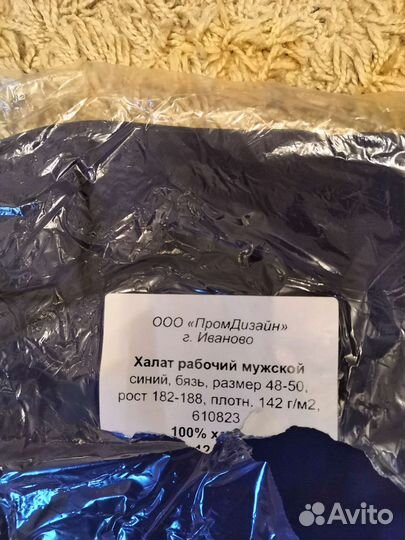 ООО «ПромДизайн»
г. Иваново
Халат рабочий мужской
синий, бязь, размер 48-50,
рост 182-188, плотн. 142 г/м2,
610823
100%
Avito